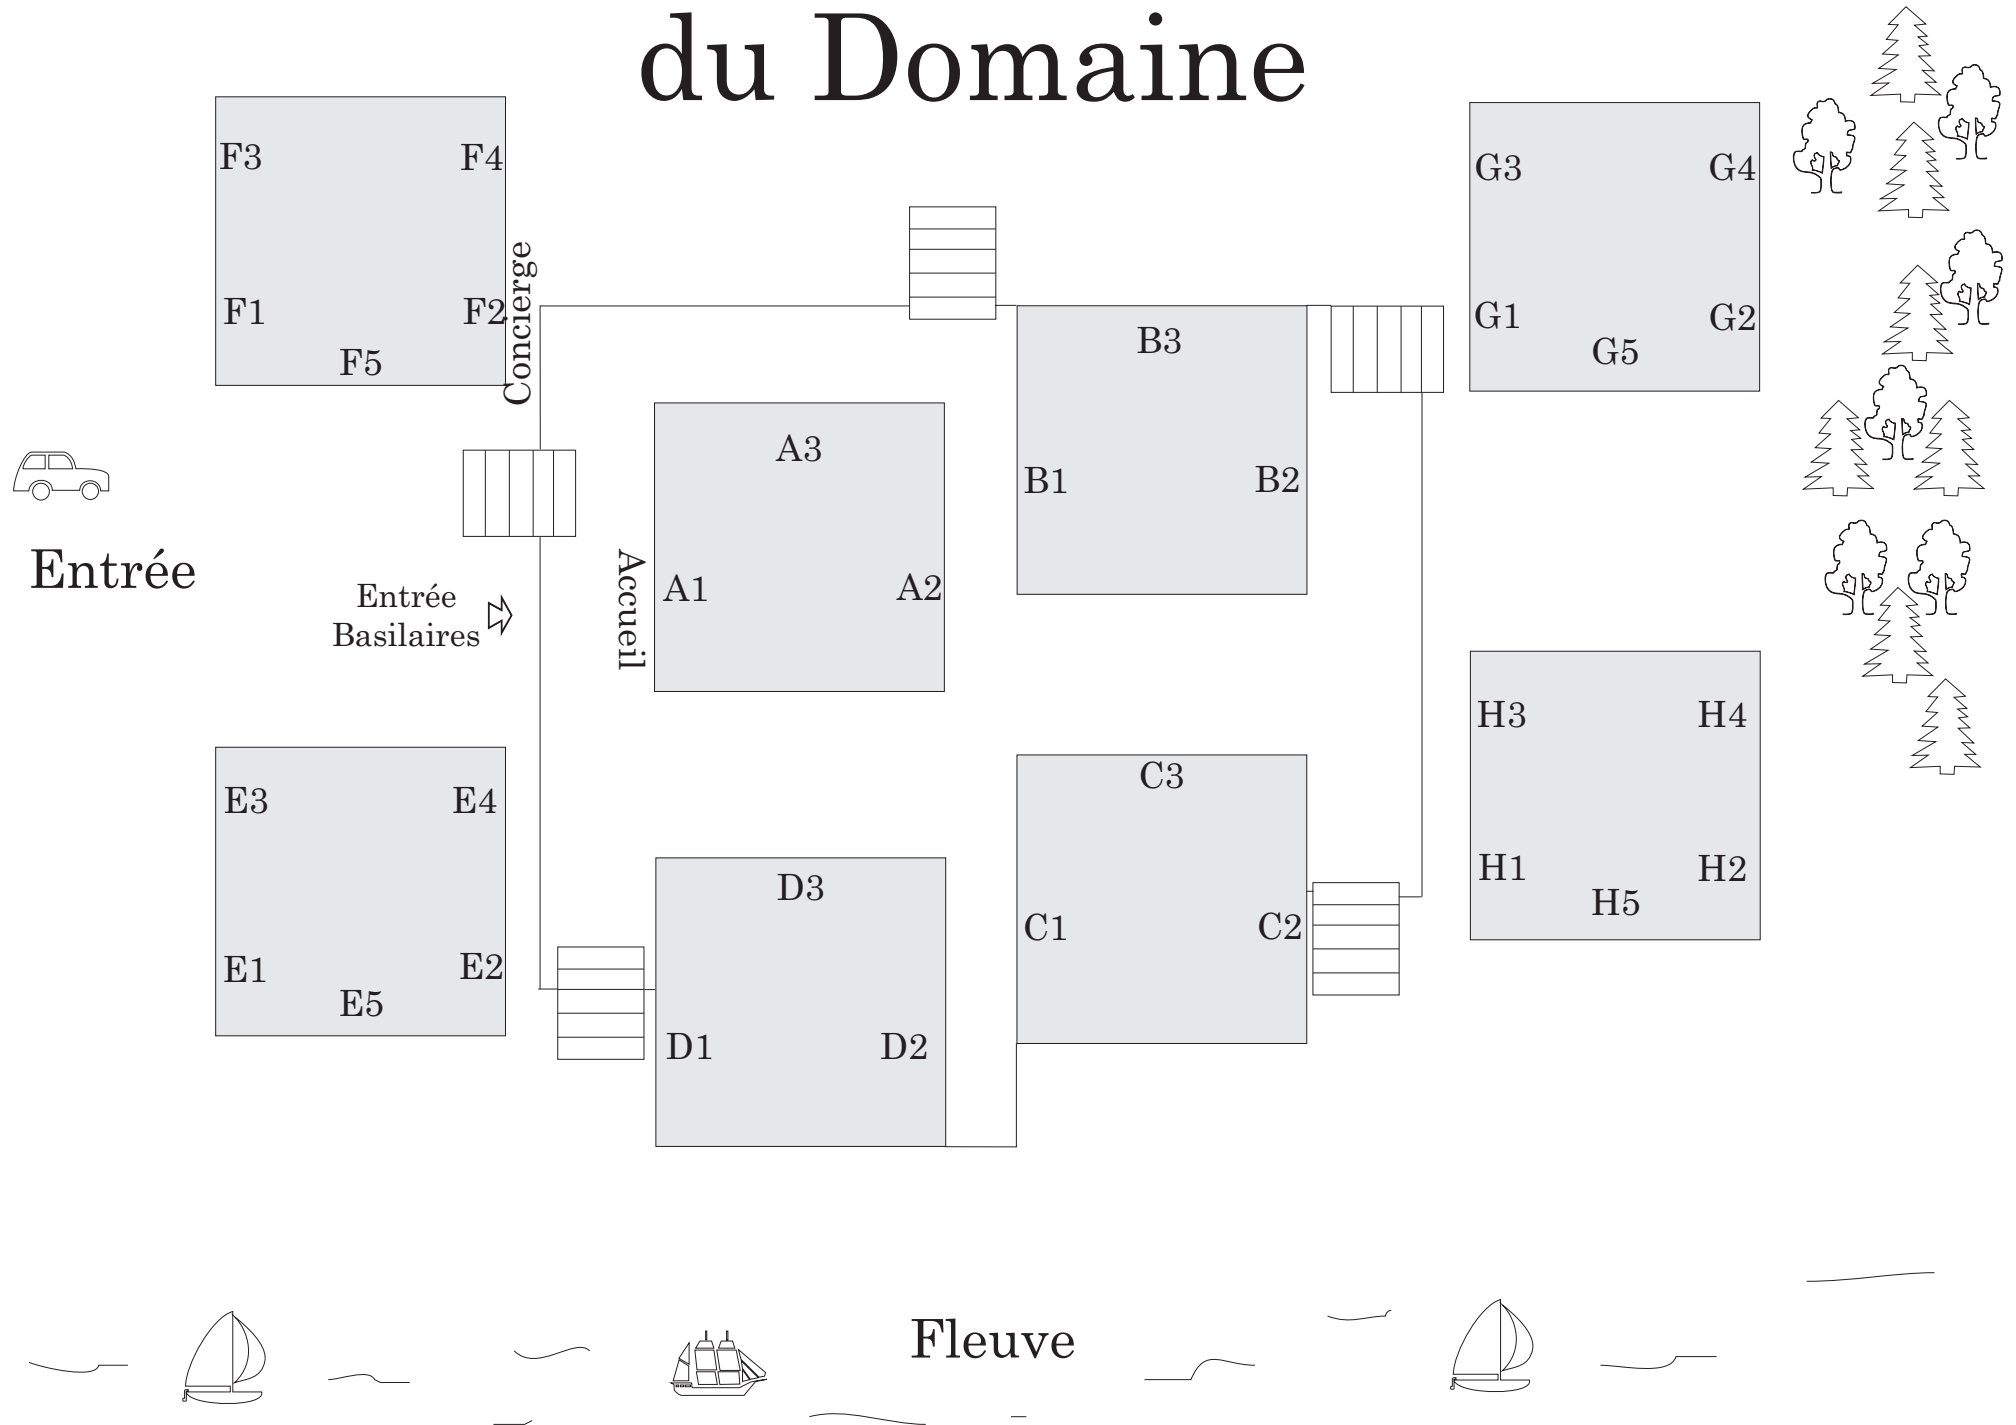 du Domaine
F3
F4
F1
F2
F5
Concierge
G3
G4
G1
G2
G5
B3
B1
B2
A3
A1
A2
Accueil
Entrée
Entrée
Basilaires
E3
E4
E1
E2
E5
D3
D1
D2
C3
C1
C2
H3
H4
H1
H2
H5
Fleuve